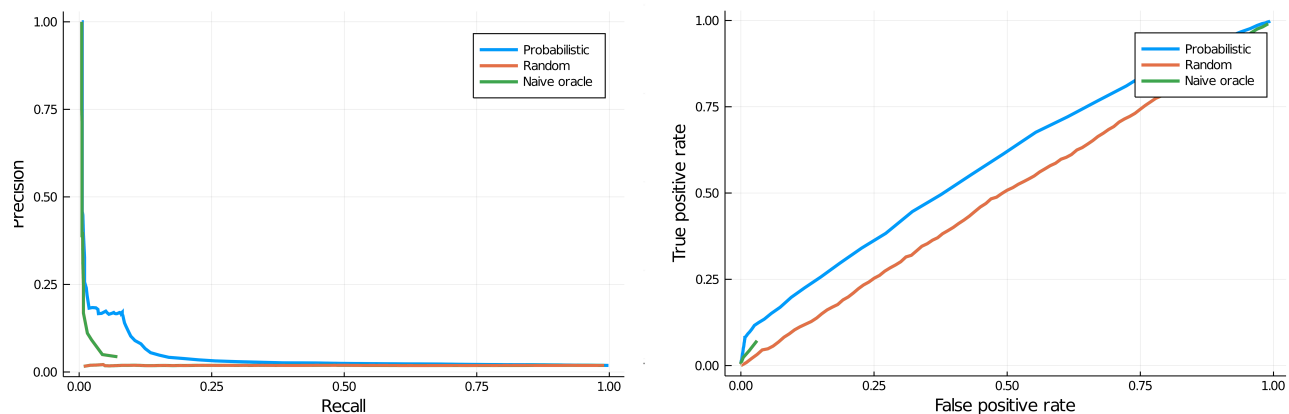 1.00
0.75
0.50
0.25
0.00
Precision
0.00 0.25 0.50 0.75 1.00
Recall
Probabilistic
Random
Naive oracle
1.00
0.75
0.50
0.25
0.00
True positive rate
0.00 0.25 0.50 0.75 1.00
False positive rate
Probabilistic
Random
Naive oracle